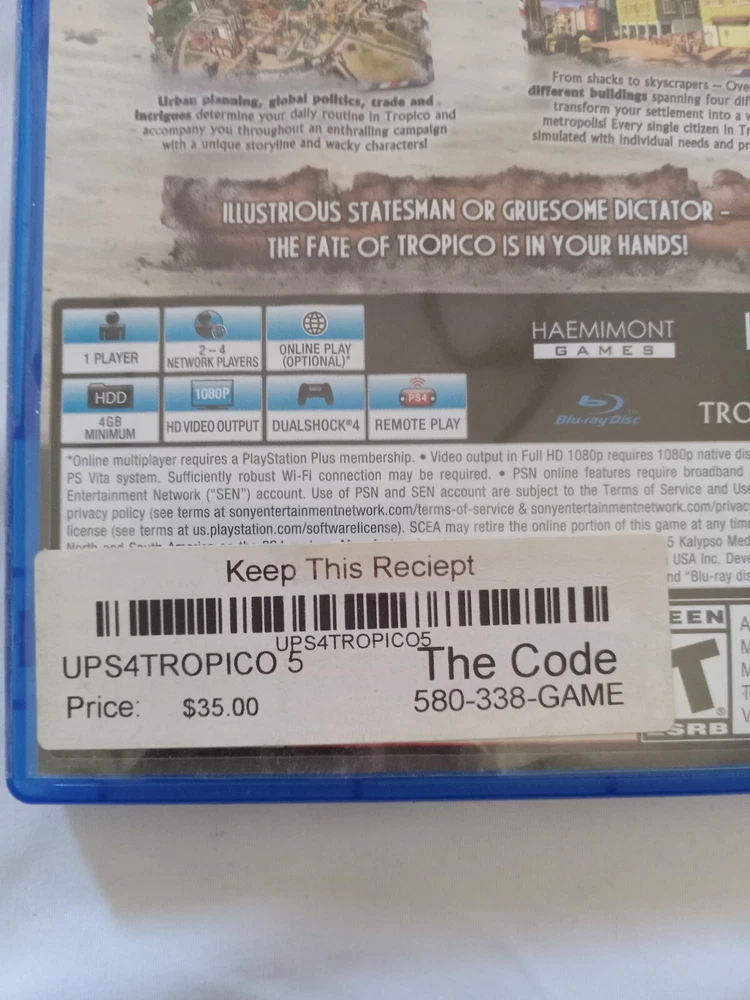 Urban planning, global politics, trade and
intrigues determine your daily routine in Tropico and
accompany you throughout an enthralling campaign
with a unique storyline and wacky characters!
From shacks to skyscrapers – Ove
different buildings spanning four dif
transform your settlement into a v
metropolis! Every single citizen in Tr
simulated with individual needs and pr
ILLUSTRIOUS STATESMAN OR GRUESOME DICTATOR –
THE FATE OF TROPICO IS IN YOUR HANDS!
1 PLAYER
2 – 4
NETWORK PLAYERS
ONLINE PLAY
(OPTIONAL)*
HDD
4GB
MINIMUM
1080P
HD VIDEO OUTPUT
DUALSHOCK®4
PS4
REMOTE PLAY
HAEMIMONT
GAMES
Blu-ray Disc
TRO
*Online multiplayer requires a PlayStation Plus membership. • Video output in Full HD 1080p requires 1080p native dis
PS Vita system. Sufficiently robust Wi-Fi connection may be required. • PSN online features require broadband
Entertainment Network ("SEN") account. Use of PSN and SEN account are subject to the Terms of Service and Use
privacy policy (see terms at sonyentertainmentnetwork.com/terms-of-service & sonyentertainmentnetwork.com/privac
license (see terms at us.playstation.com/softwarelicense). SCEA may retire the online portion of this game at any tim
North and South America
5 Kalypso Med
USA Inc. Deve
nd "Blu-ray dis
Keep This Reciept
UPS4TROPICO5
UPS4TROPICO 5
The Code
Price: $35.00
580-338-GAME
EEN
T
®
SRB
A
M
M
T
V